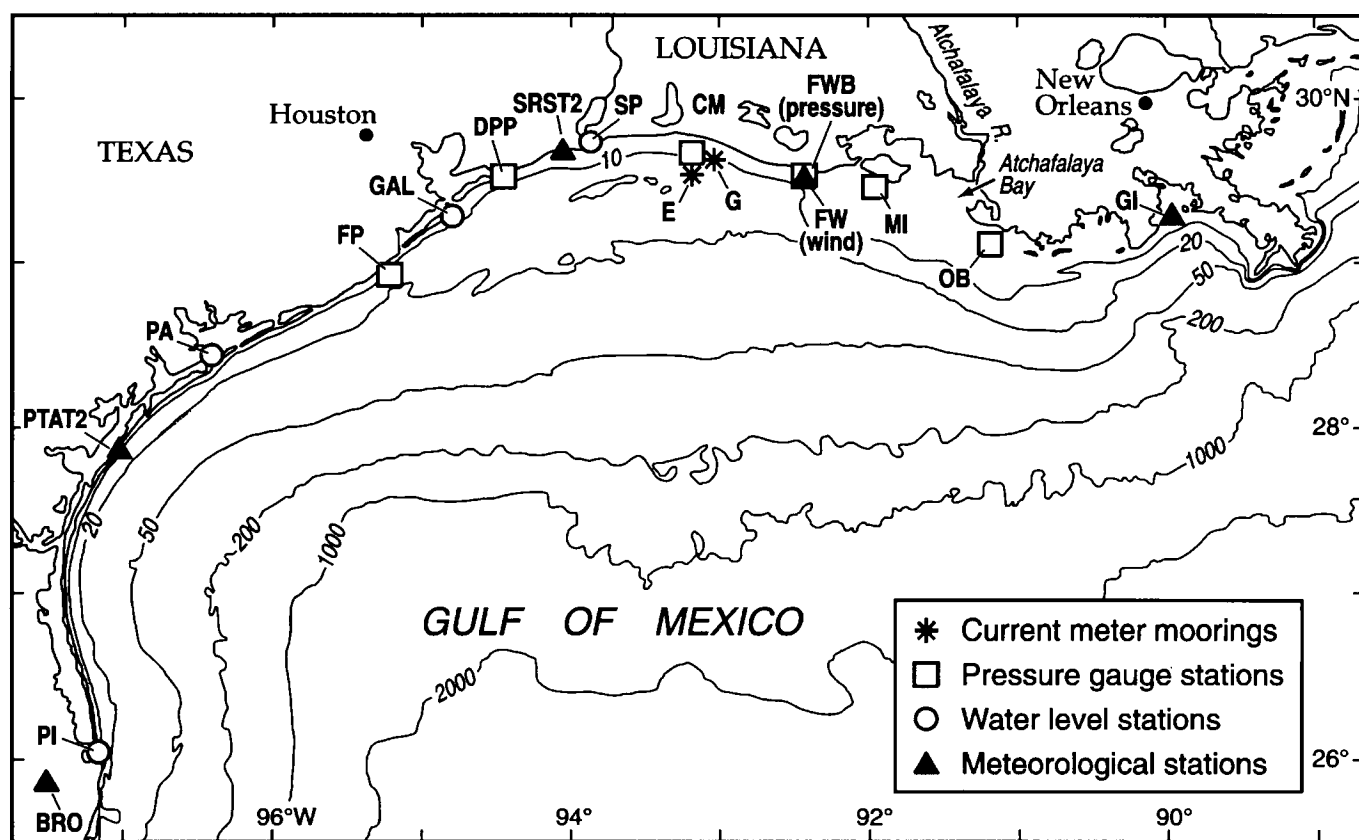 LOUISIANA
Atchafalaya R.
New
Orleans
30°N
Houston
TEXAS
SRST2
SP
CM
FWB
(pressure)
DPP
10
Atchafalaya
Bay
GAL
E
G
FW
(wind)
MI
GI
FP
OB
20
50
200
PA
PTAT2
28°
1000
20
50
200
1000
GULF OF MEXICO
2000
PI
BRO
26°
96°W
94°
92°
90°
Current meter moorings
Pressure gauge stations
Water level stations
Meteorological stations